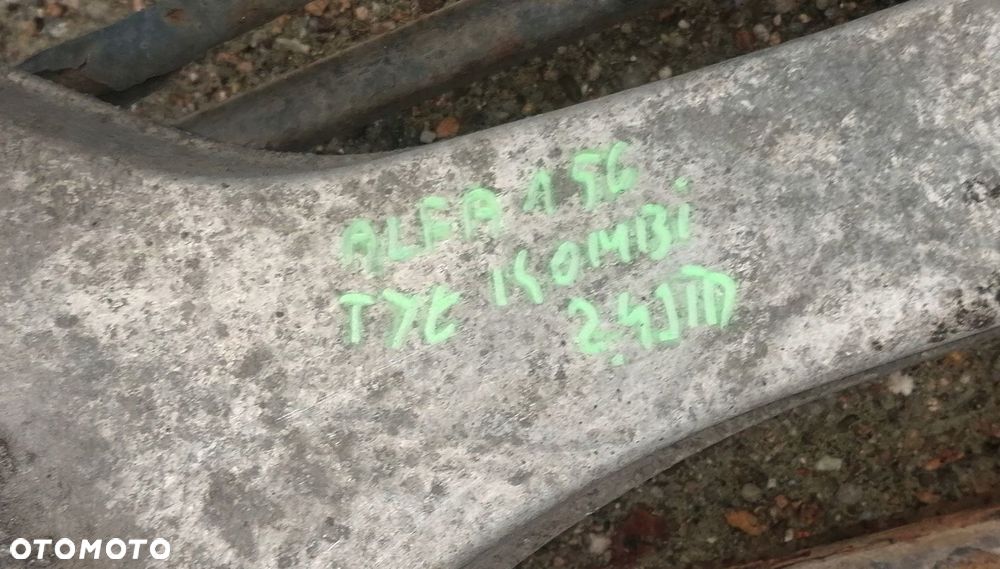 ALFA 156
TYŁ KOMBI
2.4JTD
OTOMOTO